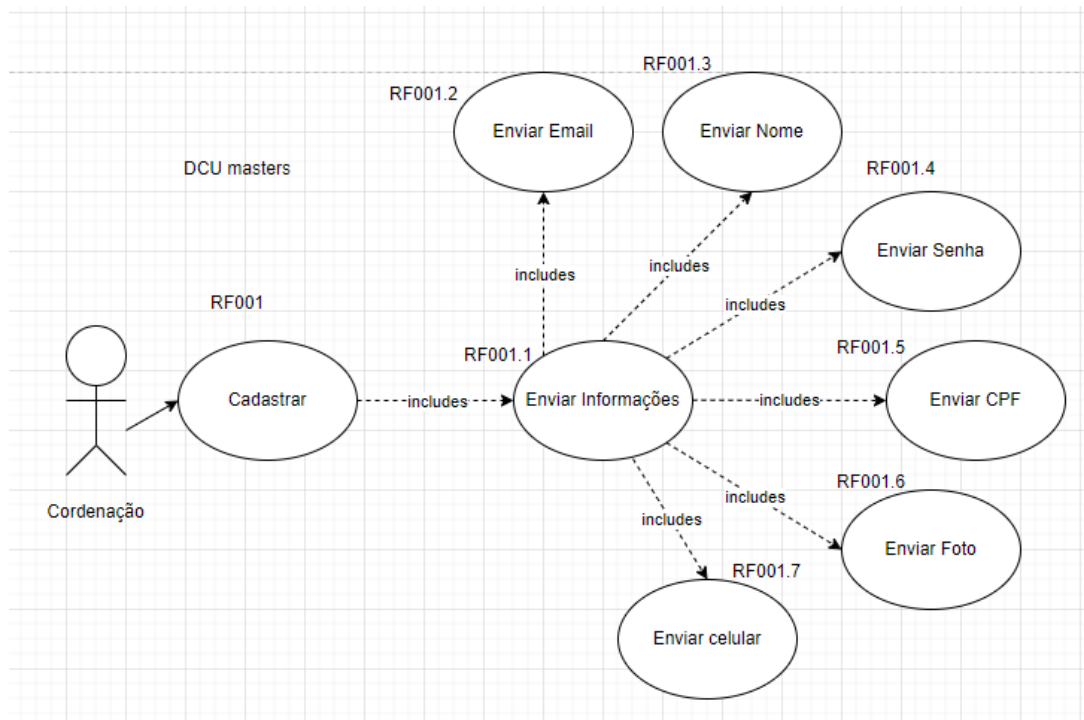 RF001.3
RF001.2
Enviar Email
Enviar Nome
DCU masters
RF001.4
Enviar Senha
includes
includes
includes
RF001
RF001.1
RF001.5
Cadastrar
includes
Enviar Informações
includes
Enviar CPF
RF001.6
includes
includes
Cordenação
Enviar Foto
RF001.7
Enviar celular